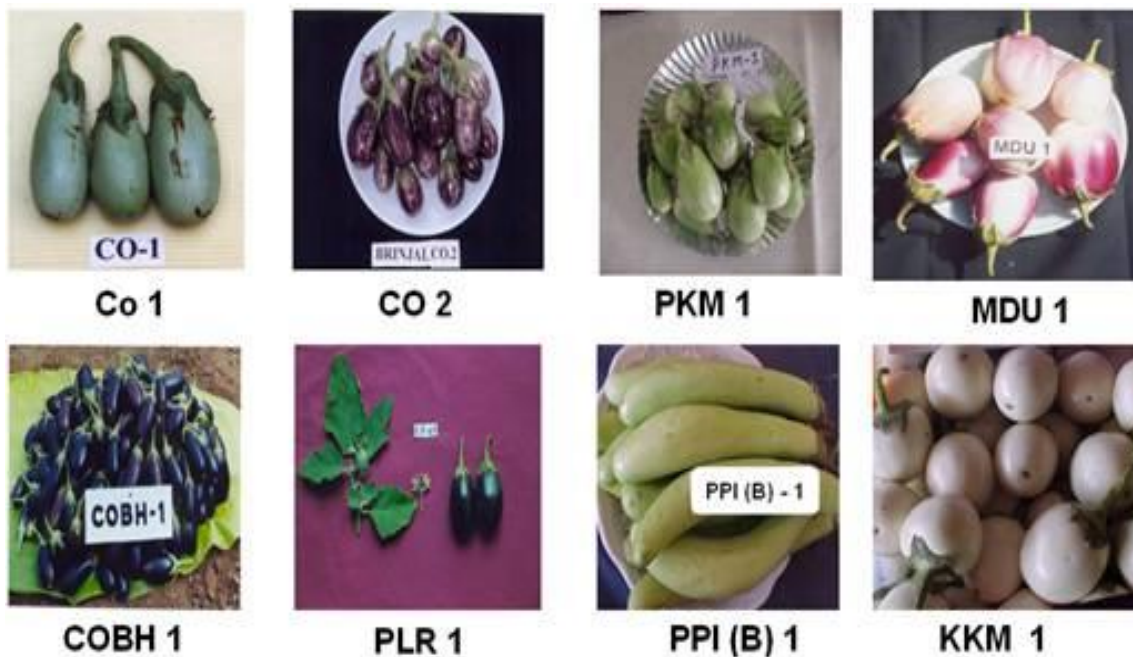 CO-1
BRINJAL CO.2
PKM-1
MDU 1
Co 1
CO 2
PKM 1
MDU 1
COBH-1
PPI (B) - 1
COBH 1
PLR 1
PPI (B) 1
KKM 1